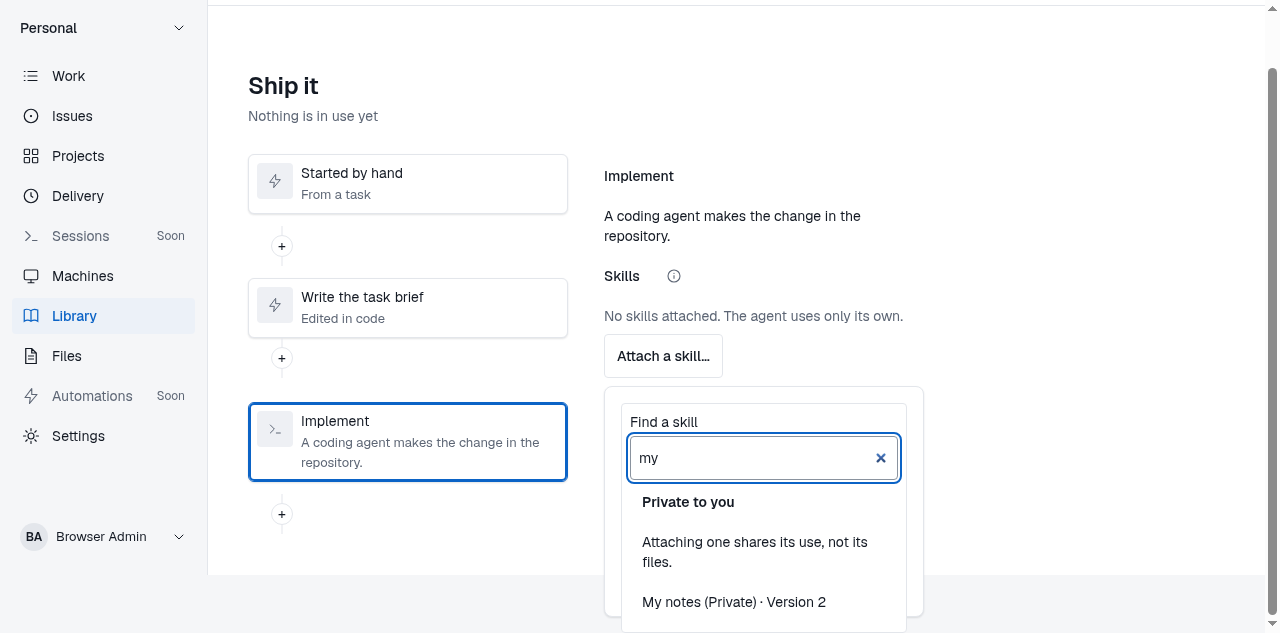 Personal
Work
Issues
Projects
Delivery
Sessions Soon
Machines
Library
Files
Automations Soon
Settings
BA Browser Admin
Ship it
Nothing is in use yet
Started by hand
From a task
+
Write the task brief
Edited in code
+
Implement
A coding agent makes the change in the
repository.
+
Implement
A coding agent makes the change in the
repository.
Skills
No skills attached. The agent uses only its own.
Attach a skill...
Find a skill
my
Private to you
Attaching one shares its use, not its
files.
My notes (Private) · Version 2